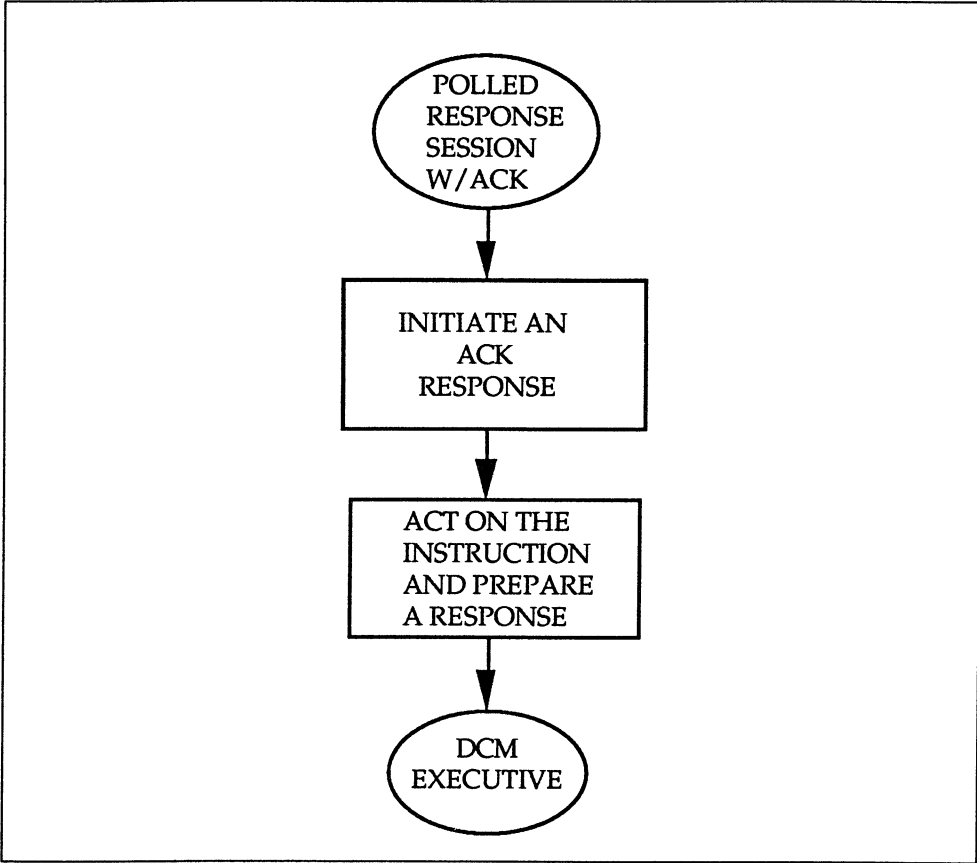 POLLED
RESPONSE
SESSION
W/ACK
INITIATE AN
ACK
RESPONSE
ACT ON THE
INSTRUCTION
AND PREPARE
A RESPONSE
DCM
EXECUTIVE